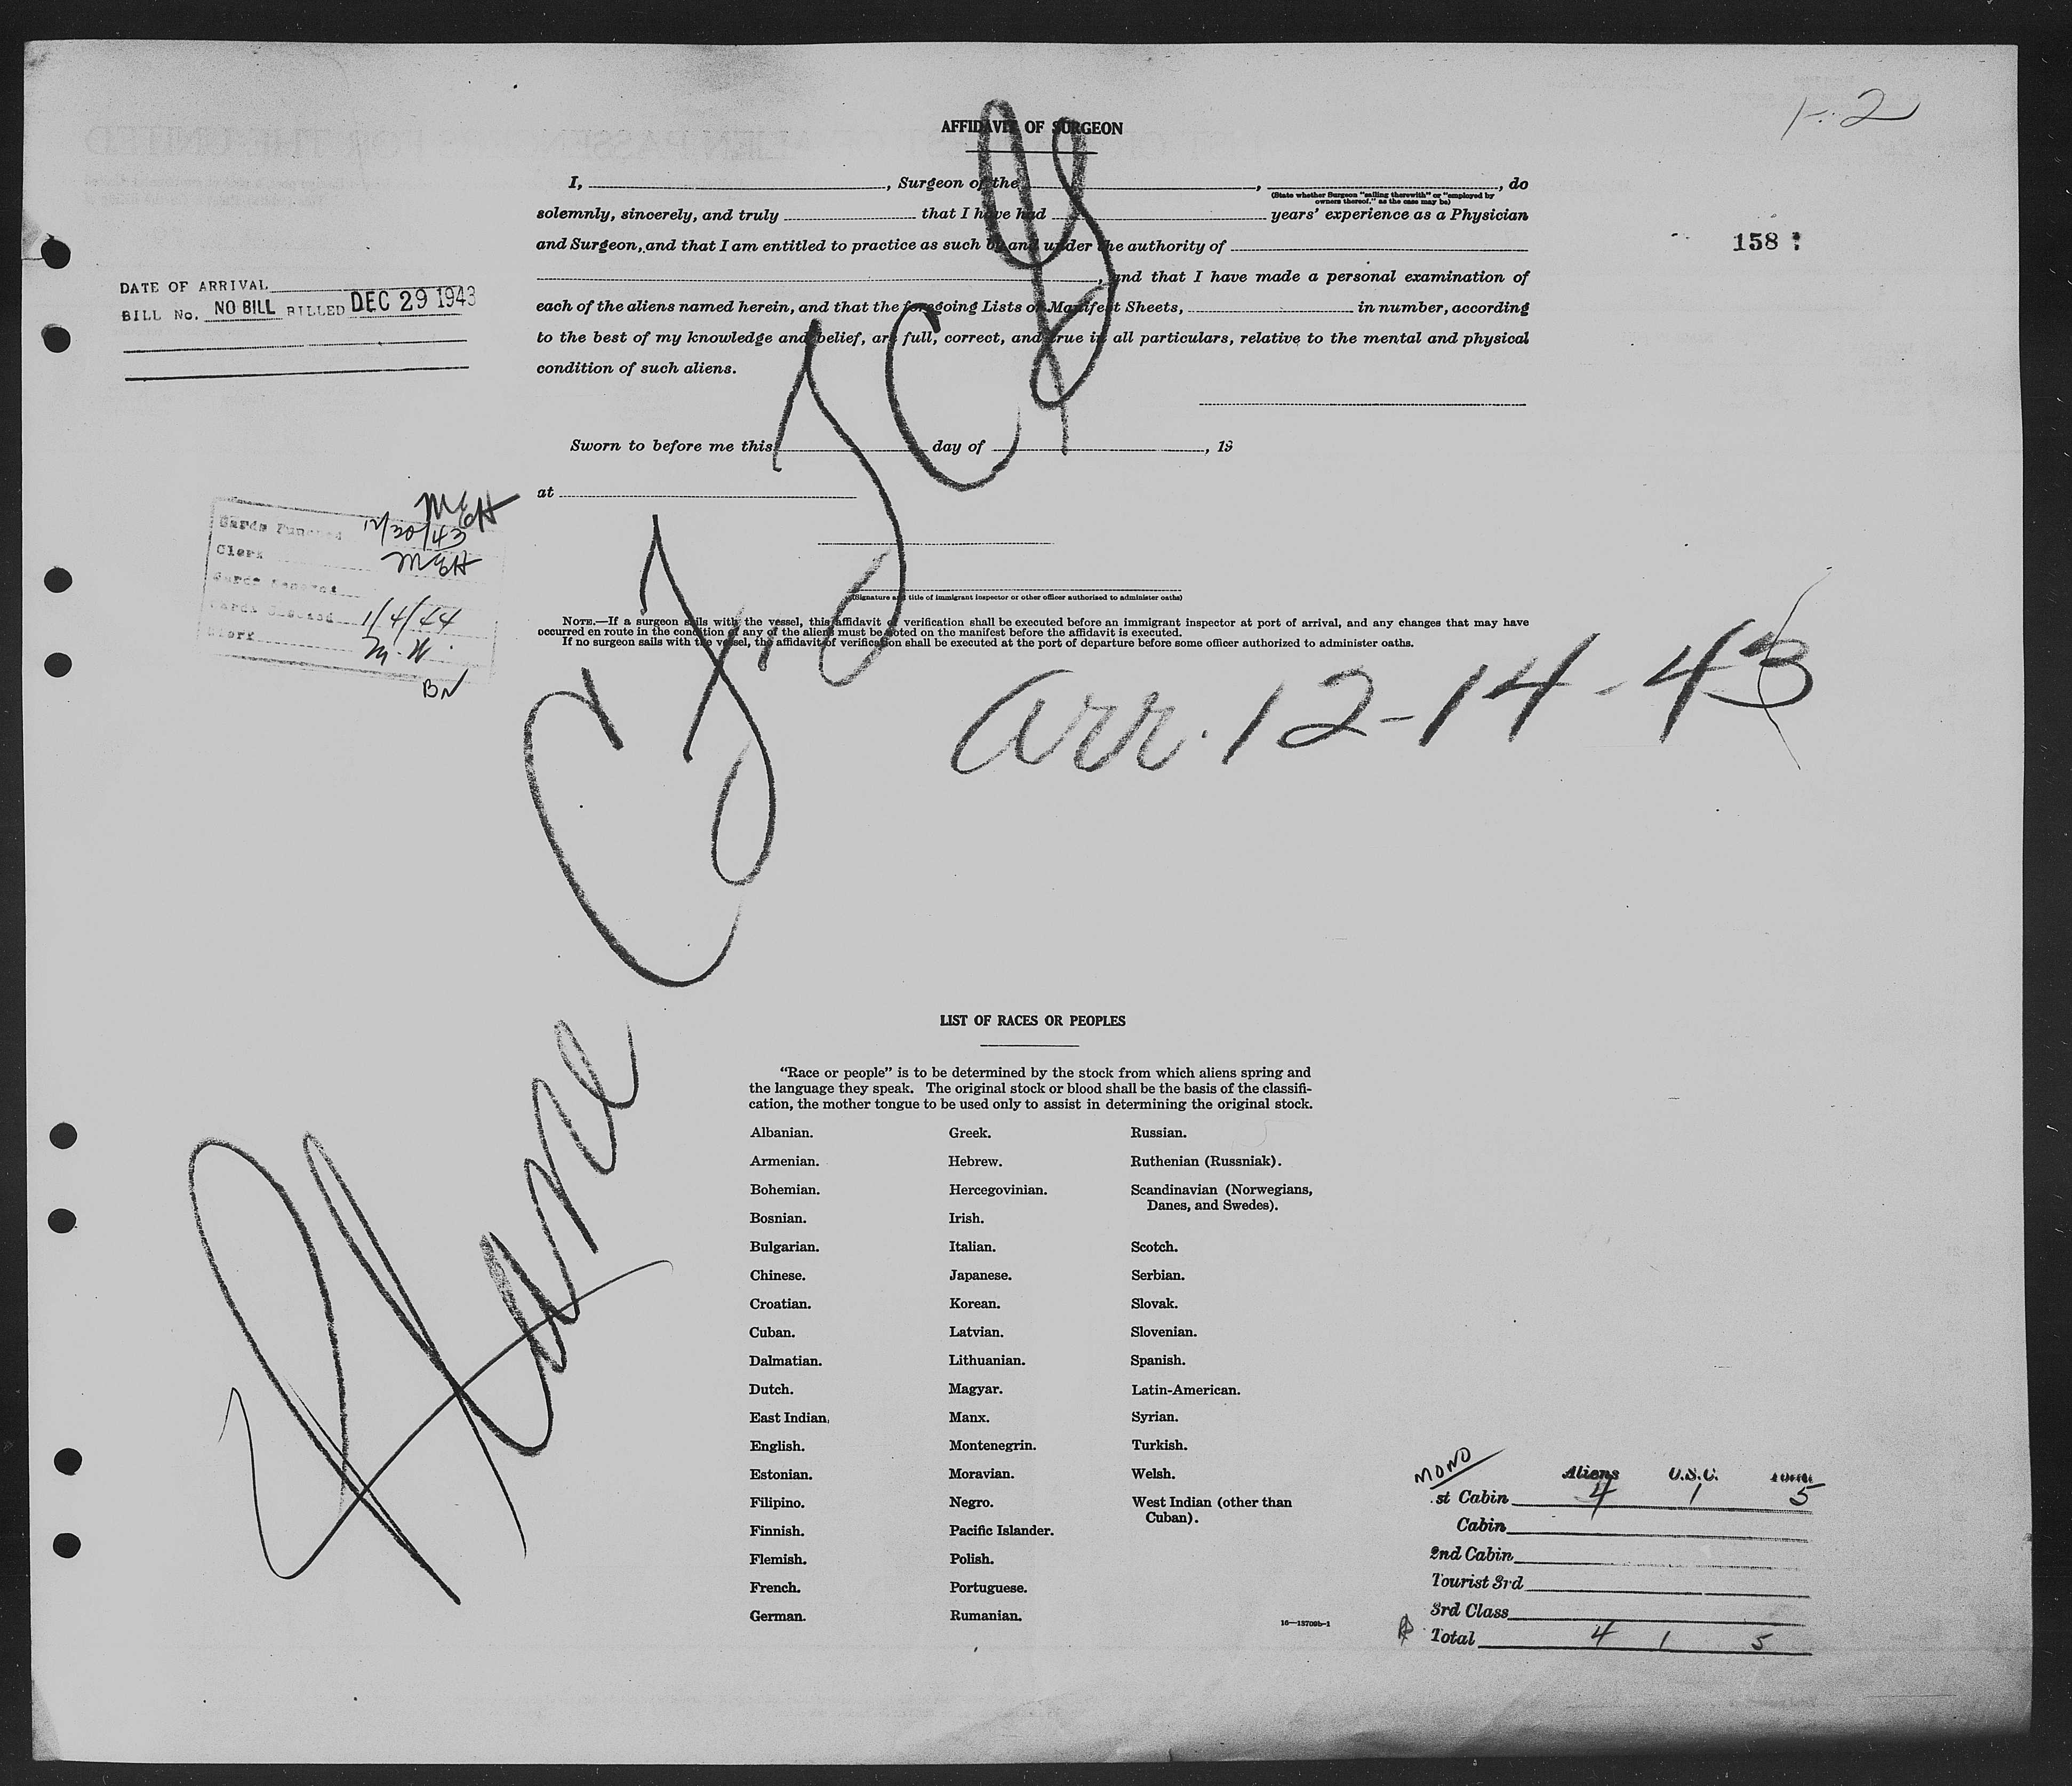 1-2
AFFIDAVIT OF SURGEON
I, , Surgeon of the , , do
(State whether Surgeon "sailing therewith" or "employed by
owners thereof," as the case may be)
solemnly, sincerely, and truly that I have had years' experience as a Physician
and Surgeon, and that I am entitled to practice as such by and under the authority of
, and that I have made a personal examination of
each of the aliens named herein, and that the foregoing Lists or Manifest Sheets, in number, according
to the best of my knowledge and belief, are full, correct, and true in all particulars, relative to the mental and physical
condition of such aliens.
158
DATE OF ARRIVAL
BILL No. NO BILL BILLED DEC 29 1943
Sworn to before me this day of , 19
at
(Signature and title of immigrant inspector or other officer authorised to administer oaths)
NOTE.—If a surgeon sails with the vessel, this affidavit of verification shall be executed before an immigrant inspector at port of arrival, and any changes that may have
occurred en route in the condition of any of the aliens must be noted on the manifest before the affidavit is executed.
If no surgeon sails with the vessel, the affidavit of verification shall be executed at the port of departure before some officer authorized to administer oaths.
MEH
Cards Punched 12/30/43
Clerk MEH
1/4/44
Clerk M.H.
BN
Arr. 12-14-43
Plane
LIST OF RACES OR PEOPLES
"Race or people" is to be determined by the stock from which aliens spring and
the language they speak. The original stock or blood shall be the basis of the classifi-
cation, the mother tongue to be used only to assist in determining the original stock.
Albanian. Greek. Russian.
Armenian. Hebrew. Ruthenian (Russniak).
Bohemian. Hercegovinian. Scandinavian (Norwegians,
Danes, and Swedes).
Bosnian. Irish.
Bulgarian. Italian. Scotch.
Chinese. Japanese. Serbian.
Croatian. Korean. Slovak.
Cuban. Latvian. Slovenian.
Dalmatian. Lithuanian. Spanish.
Dutch. Magyar. Latin-American.
East Indian. Manx. Syrian.
English. Montenegrin. Turkish.
Estonian. Moravian. Welsh.
Filipino. Negro. West Indian (other than
Cuban).
Finnish. Pacific Islander.
Flemish. Polish.
French. Portuguese.
German. Rumanian.
16—13709b-1
MONO
Aliens U.S.C. Total
st Cabin 4 1 5
Cabin
2nd Cabin
Tourist 3rd
3rd Class
Total 4 1 5